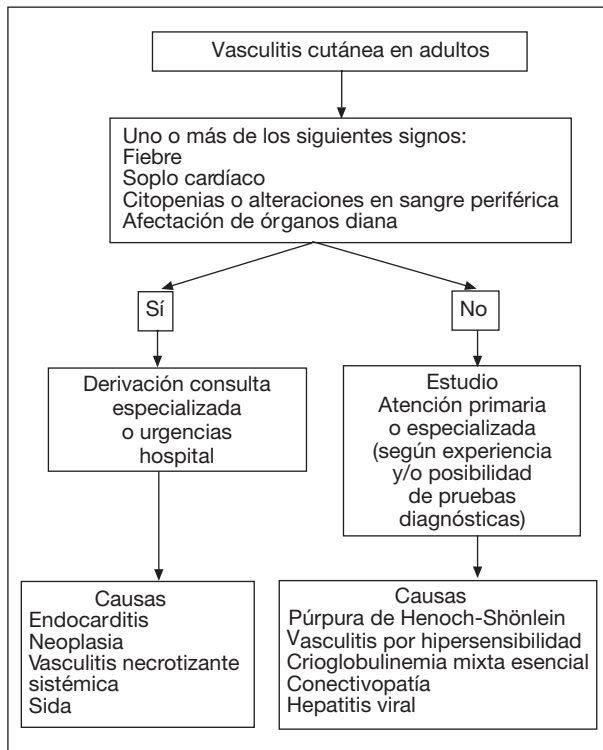 Vasculitis cutánea en adultos
Uno o más de los siguientes signos:
Fiebre
Soplo cardíaco
Citopenias o alteraciones en sangre periférica
Afectación de órganos diana
Sí
No
Derivación consulta
especializada
o urgencias
hospital
Estudio
Atención primaria
o especializada
(según experiencia
y/o posibilidad
de pruebas
diagnósticas)
Causas
Endocarditis
Neoplasia
Vasculitis necrotizante
sistémica
Sida
Causas
Púrpura de Henoch-Shönlein
Vasculitis por hipersensibilidad
Crioglobulinemia mixta esencial
Conectivopatía
Hepatitis viral